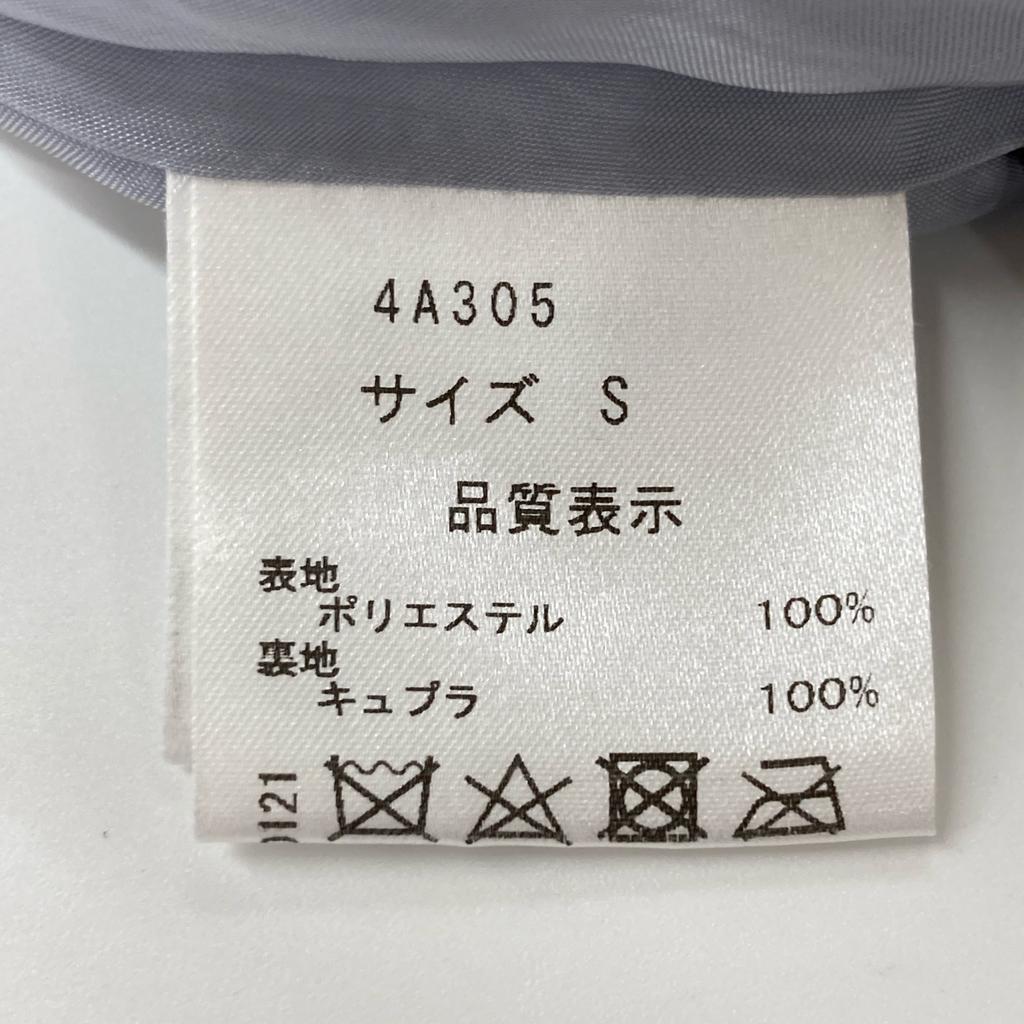 4A305
サイズ S
品質表示
表地
ポリエステル 100%
裏地
キュプラ 100%
0121